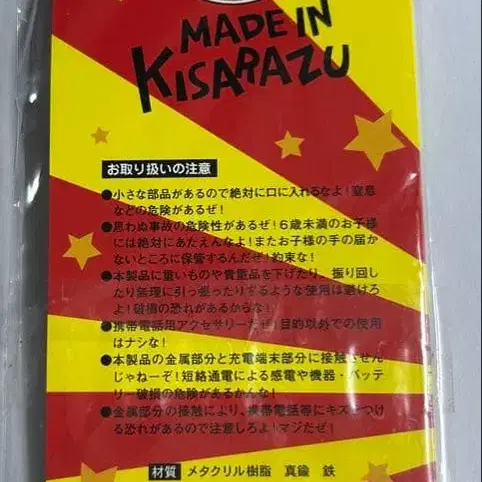 MADE IN
KISARAZU
お取り扱いの注意
●小さな部品があるので絶対に口に入れるなよ!窒息
などの危険があるぜ!
●思わぬ事故の危険性があるぜ!6歳未満のお子様
には絶対にあたえんなよ!またお子様の手の届か
ないところに保管するんだぜ!約束な!
●本製品に重いものや貴重品を下げたり、振り回し
たり無理に引っ張ったりするような使用は避けろ
よ!破損の恐れがあるからな!
●携帯電話用アクセサリーだぜ!目的以外での使用
はナシな!
●本製品の金属部分と充電端末部分に接触させん
じゃねーぞ!短絡通電による感電や機器・バッテ
リー破損の危険があるかんな!
●金属部分の接触により、携帯電話等にキズをつけ
る恐れがあるので注意しろよ!マジだぜ!
材質 メタクリル樹脂 真鍮 鉄